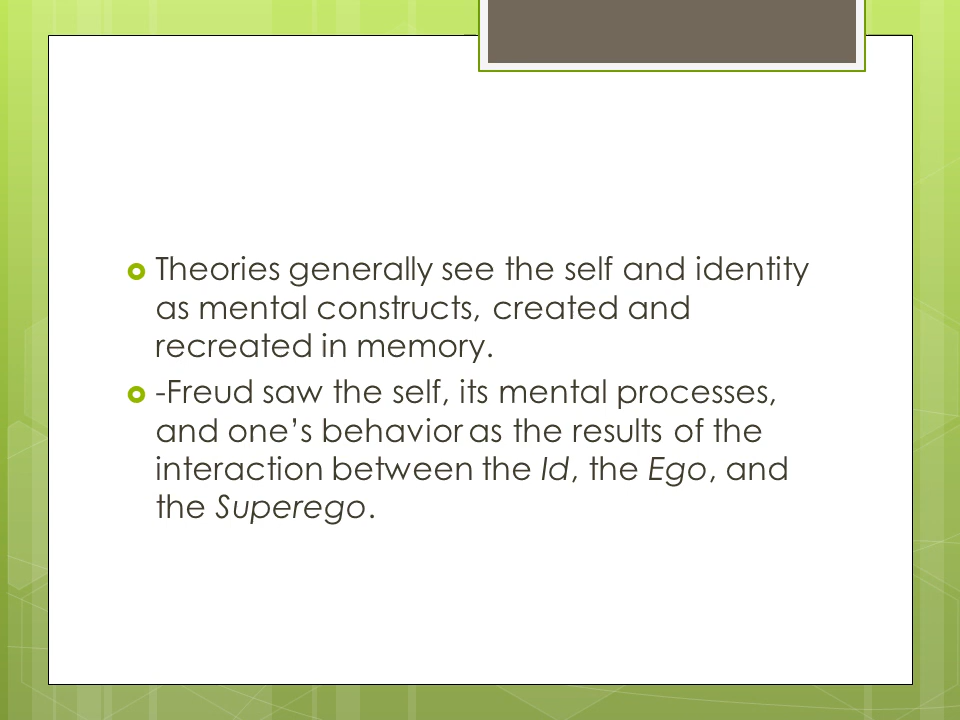 Theories generally see the self and identity
as mental constructs, created and
recreated in memory.
-Freud saw the self, its mental processes,
and one’s behavior as the results of the
interaction between the Id, the Ego, and
the Superego.